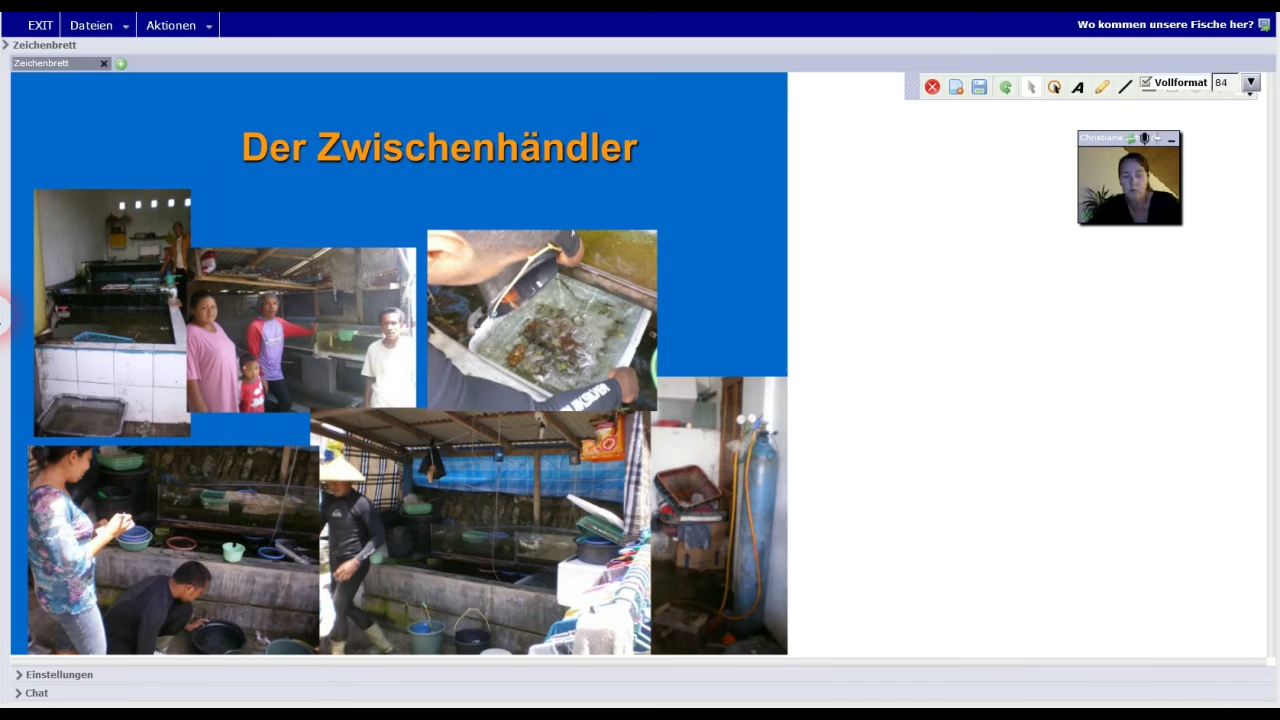 EXIT Dateien Aktionen Wo kommen unsere Fische her?
Zeichenbrett
Zeichenbrett
Vollformat 84
Der Zwischenhändler
Christiane
Einstellungen
Chat